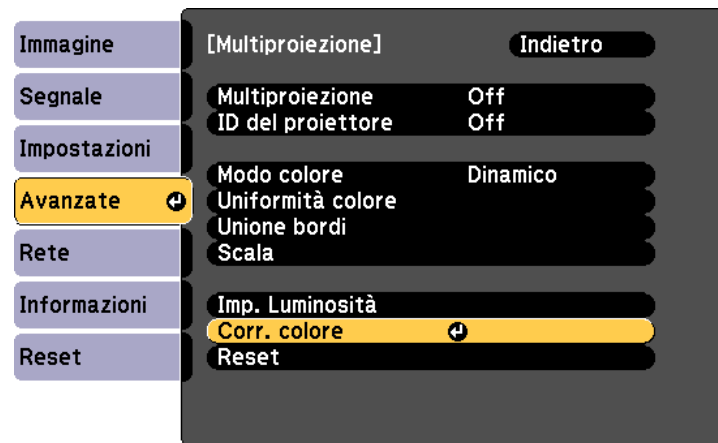 Immagine
Segnale
Impostazioni
Avanzate
Rete
Informazioni
Reset
[Multiproiezione] Indietro
Multiproiezione Off
ID del proiettore Off
Modo colore Dinamico
Uniformità colore
Unione bordi
Scala
Imp. Luminosità
Corr. colore
Reset